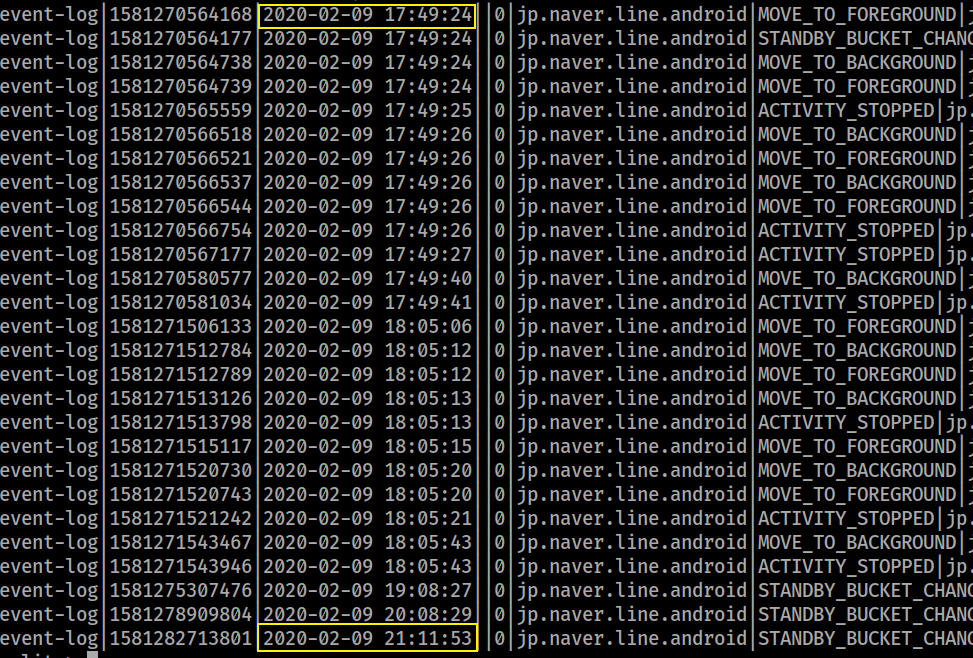 event-log|1581270564168|2020-02-09 17:49:24||0|jp.naver.line.android|MOVE_TO_FOREGROUND|
event-log|1581270564177|2020-02-09 17:49:24||0|jp.naver.line.android|STANDBY_BUCKET_CHANG
event-log|1581270564738|2020-02-09 17:49:24||0|jp.naver.line.android|MOVE_TO_BACKGROUND|
event-log|1581270564739|2020-02-09 17:49:24||0|jp.naver.line.android|MOVE_TO_FOREGROUND|
event-log|1581270565559|2020-02-09 17:49:25||0|jp.naver.line.android|ACTIVITY_STOPPED|jp.
event-log|1581270566518|2020-02-09 17:49:26||0|jp.naver.line.android|MOVE_TO_BACKGROUND|
event-log|1581270566521|2020-02-09 17:49:26||0|jp.naver.line.android|MOVE_TO_FOREGROUND|
event-log|1581270566537|2020-02-09 17:49:26||0|jp.naver.line.android|MOVE_TO_BACKGROUND|
event-log|1581270566544|2020-02-09 17:49:26||0|jp.naver.line.android|MOVE_TO_FOREGROUND|
event-log|1581270566754|2020-02-09 17:49:26||0|jp.naver.line.android|ACTIVITY_STOPPED|jp.
event-log|1581270567177|2020-02-09 17:49:27||0|jp.naver.line.android|ACTIVITY_STOPPED|jp.
event-log|1581270580577|2020-02-09 17:49:40||0|jp.naver.line.android|MOVE_TO_BACKGROUND|
event-log|1581270581034|2020-02-09 17:49:41||0|jp.naver.line.android|ACTIVITY_STOPPED|jp.
event-log|1581271506133|2020-02-09 18:05:06||0|jp.naver.line.android|MOVE_TO_FOREGROUND|
event-log|1581271512784|2020-02-09 18:05:12||0|jp.naver.line.android|MOVE_TO_BACKGROUND|
event-log|1581271512789|2020-02-09 18:05:12||0|jp.naver.line.android|MOVE_TO_FOREGROUND|
event-log|1581271513126|2020-02-09 18:05:13||0|jp.naver.line.android|MOVE_TO_BACKGROUND|
event-log|1581271513798|2020-02-09 18:05:13||0|jp.naver.line.android|ACTIVITY_STOPPED|jp.
event-log|1581271515117|2020-02-09 18:05:15||0|jp.naver.line.android|MOVE_TO_FOREGROUND|
event-log|1581271520730|2020-02-09 18:05:20||0|jp.naver.line.android|MOVE_TO_BACKGROUND|
event-log|1581271520743|2020-02-09 18:05:20||0|jp.naver.line.android|MOVE_TO_FOREGROUND|
event-log|1581271521242|2020-02-09 18:05:21||0|jp.naver.line.android|ACTIVITY_STOPPED|jp.
event-log|1581271543467|2020-02-09 18:05:43||0|jp.naver.line.android|MOVE_TO_BACKGROUND|
event-log|1581271543946|2020-02-09 18:05:43||0|jp.naver.line.android|ACTIVITY_STOPPED|jp.
event-log|1581275307476|2020-02-09 19:08:27||0|jp.naver.line.android|STANDBY_BUCKET_CHANG
event-log|1581278909804|2020-02-09 20:08:29||0|jp.naver.line.android|STANDBY_BUCKET_CHANG
event-log|1581282713801|2020-02-09 21:11:53||0|jp.naver.line.android|STANDBY_BUCKET_CHANG